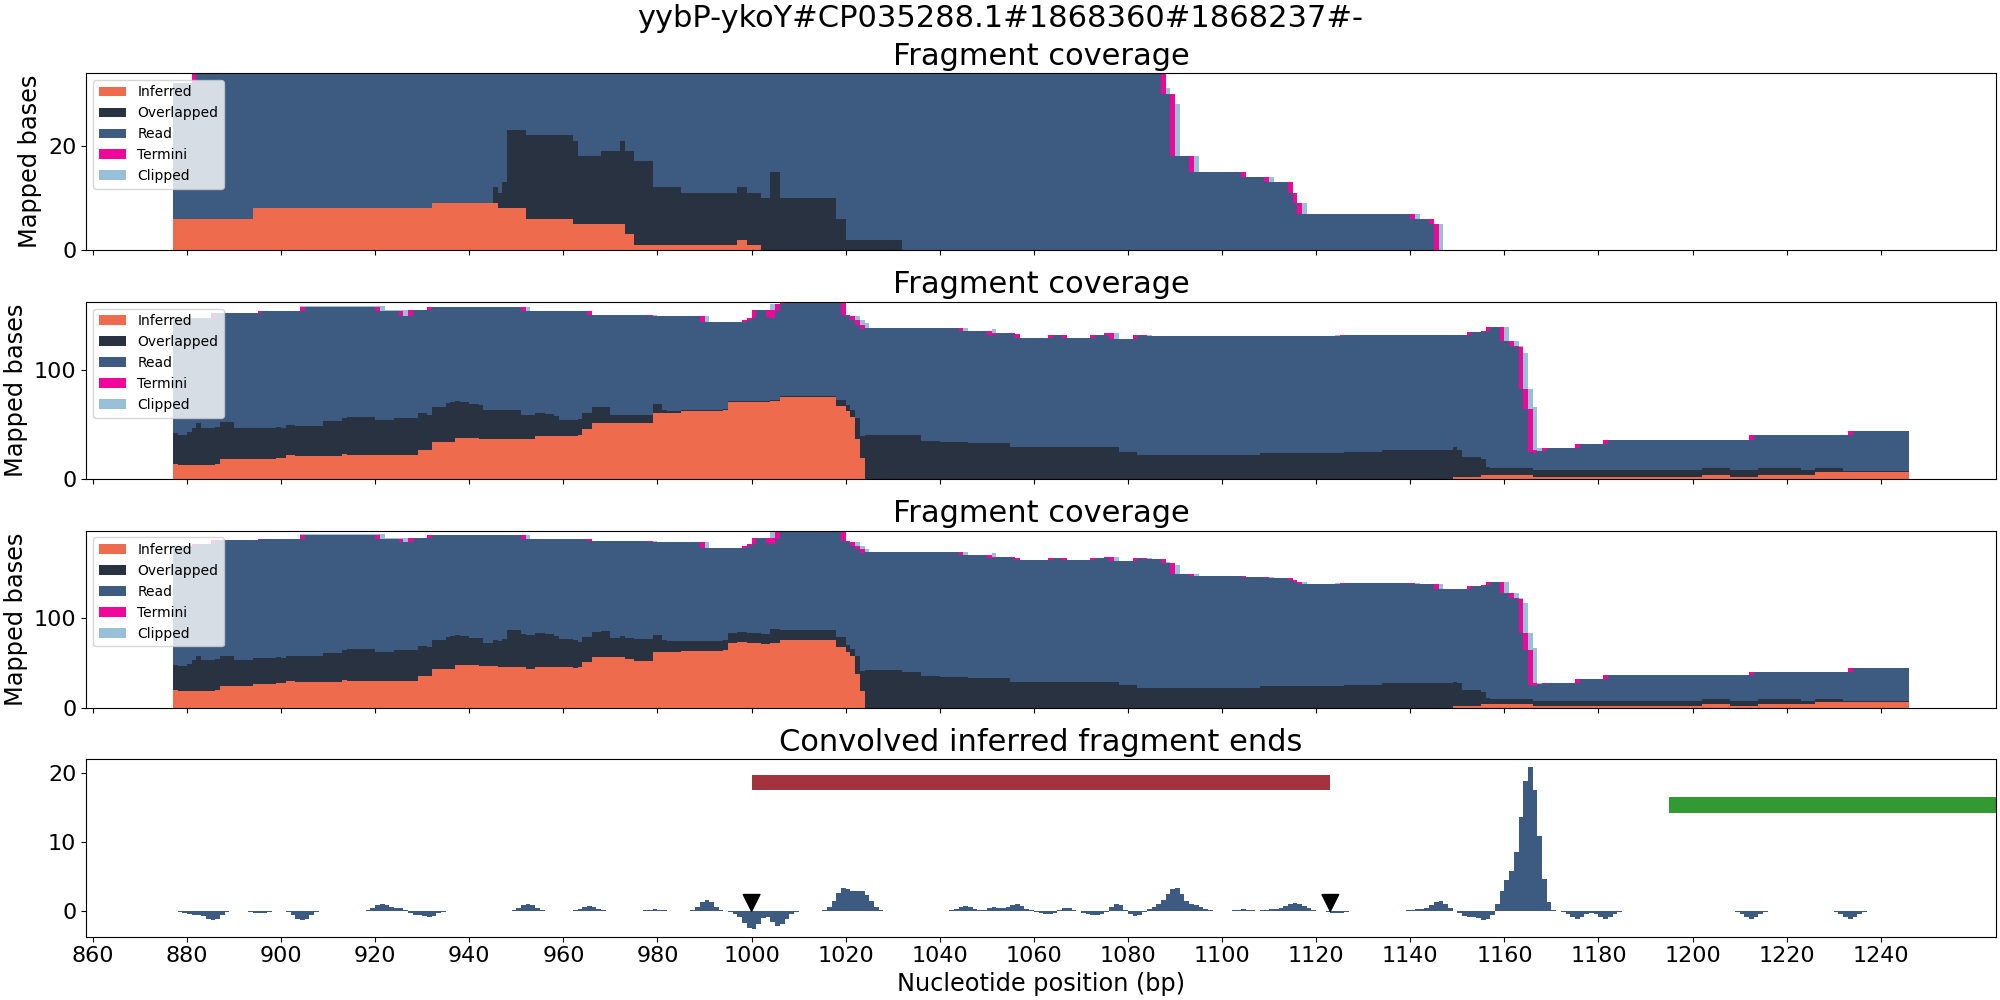 yybP-ykoY#CP035288.1#1868360#1868237#-
Fragment coverage
Mapped bases
20
0
Inferred
Overlapped
Read
Termini
Clipped
Fragment coverage
Mapped bases
100
0
Inferred
Overlapped
Read
Termini
Clipped
Fragment coverage
Mapped bases
100
0
Inferred
Overlapped
Read
Termini
Clipped
Convolved inferred fragment ends
20
10
0
860 880 900 920 940 960 980 1000 1020 1040 1060 1080 1100 1120 1140 1160 1180 1200 1220 1240
Nucleotide position (bp)